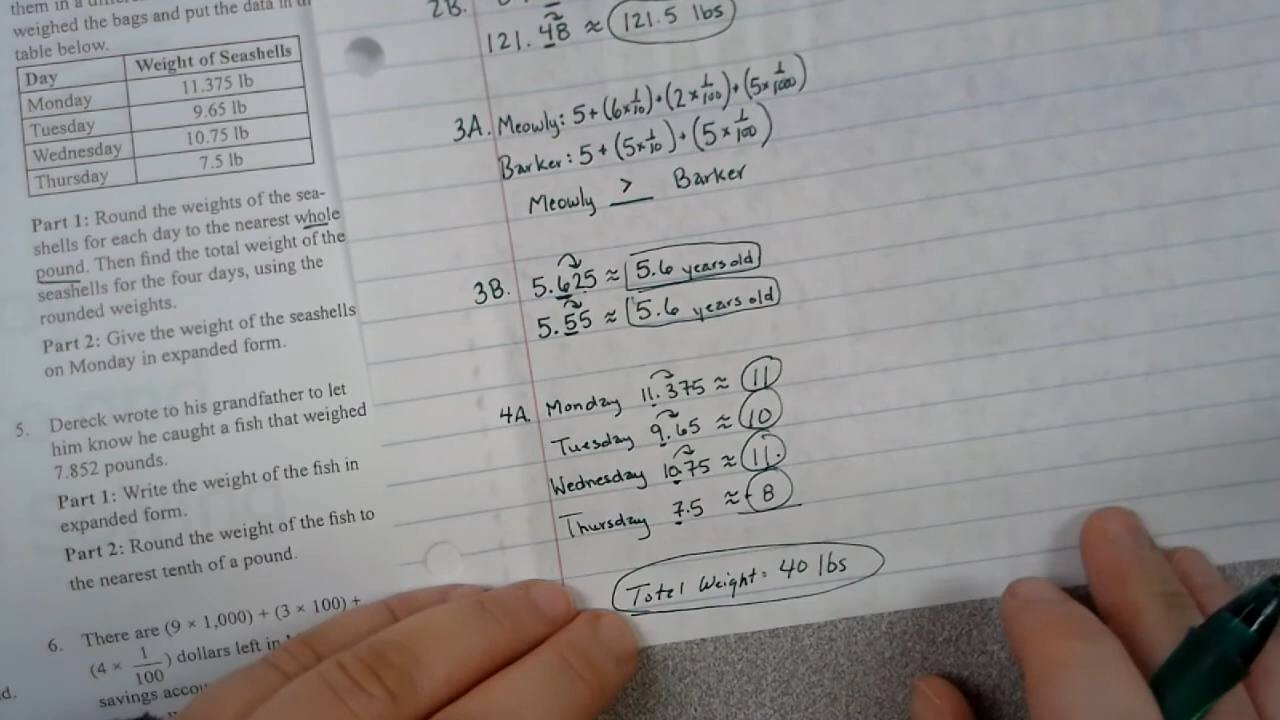 them in a
weighed the bags and put the data in
table below.
Day Weight of Seashells
Monday 11.375 lb
Tuesday 9.65 lb
Wednesday 10.75 lb
Thursday 7.5 lb
Part 1: Round the weights of the sea-
shells for each day to the nearest whole
pound. Then find the total weight of the
seashells for the four days, using the
rounded weights.
Part 2: Give the weight of the seashells
on Monday in expanded form.
5. Dereck wrote to his grandfather to let
him know he caught a fish that weighed
7.852 pounds.
Part 1: Write the weight of the fish in
expanded form.
Part 2: Round the weight of the fish to
the nearest tenth of a pound.
6. There are (9 × 1,000) + (3 × 100) +
(4 × 1/100) dollars left in
savings
d.
2B.
121.48 ≈ 121.5 lbs
3A. Meowly: 5 + (6 × 1/10) + (2 × 1/100) + (5 × 1/1000)
Barker: 5 + (5 × 1/10) + (5 × 1/100)
Meowly > Barker
3B. 5.625 ≈ 5.6 years old
5.55 ≈ 5.6 years old
4A. Monday 11.375 ≈ 11
Tuesday 9.65 ≈ 10
Wednesday 10.75 ≈ 11
Thursday 7.5 ≈ + 8
Total Weight = 40 lbs